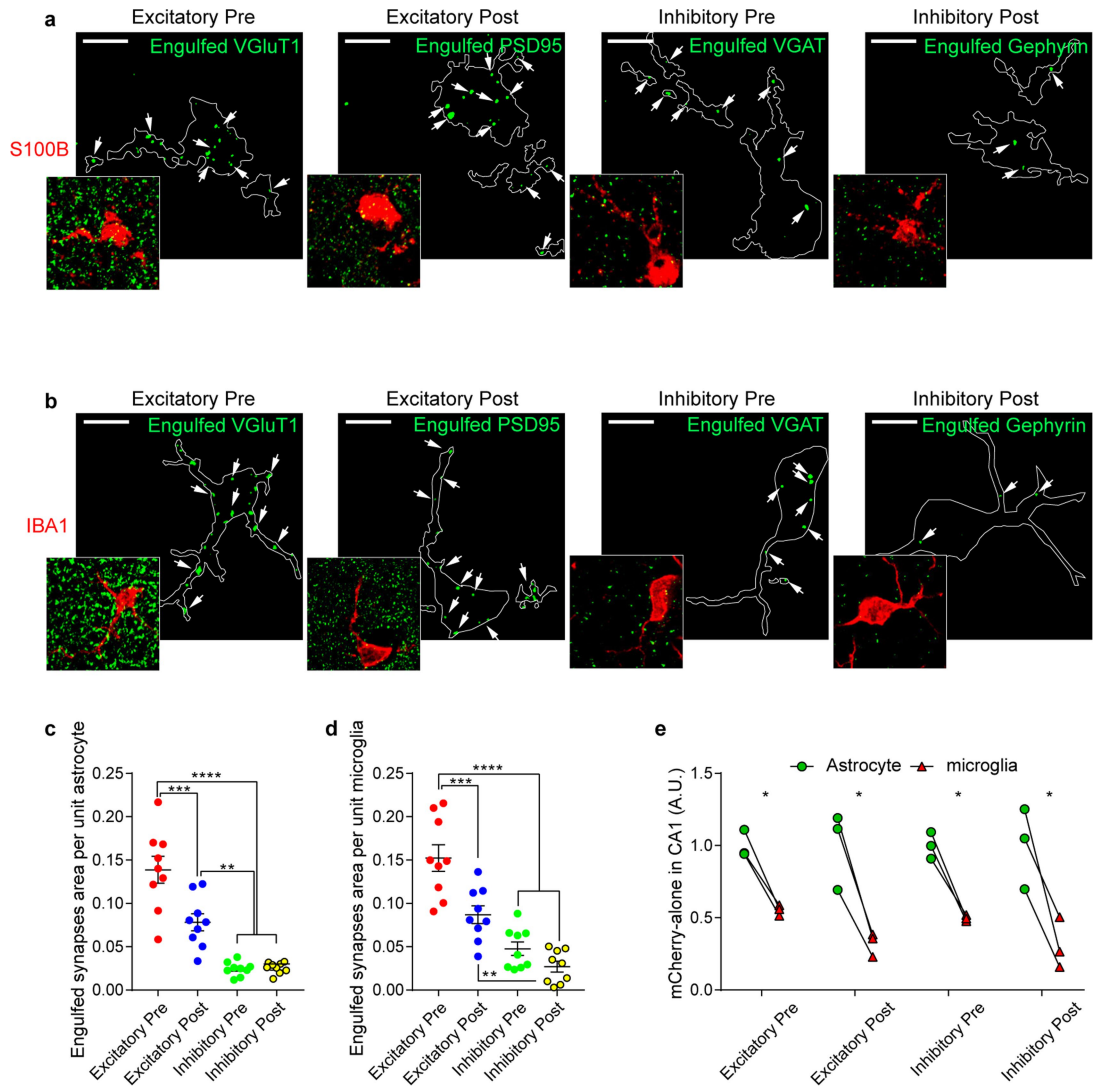 a
Excitatory Pre
Excitatory Post
Inhibitory Pre
Inhibitory Post
Engulfed VGluT1
Engulfed PSD95
Engulfed VGAT
Engulfed Gephyrin
S100B
b
Excitatory Pre
Excitatory Post
Inhibitory Pre
Inhibitory Post
Engulfed VGluT1
Engulfed PSD95
Engulfed VGAT
Engulfed Gephyrin
IBA1
c
Engulfed synapses area per unit astrocyte
0.25
0.20
0.15
0.10
0.05
0.00
****
***
**
Excitatory Pre
Excitatory Post
Inhibitory Pre
Inhibitory Post
d
Engulfed synapses area per unit microglia
0.25
0.20
0.15
0.10
0.05
0.00
****
***
**
Excitatory Pre
Excitatory Post
Inhibitory Pre
Inhibitory Post
e
Astrocyte
microglia
mCherry-alone in CA1 (A.U.)
1.5
1.0
0.5
0.0
*
*
*
*
Excitatory Pre
Excitatory Post
Inhibitory Pre
Inhibitory Post